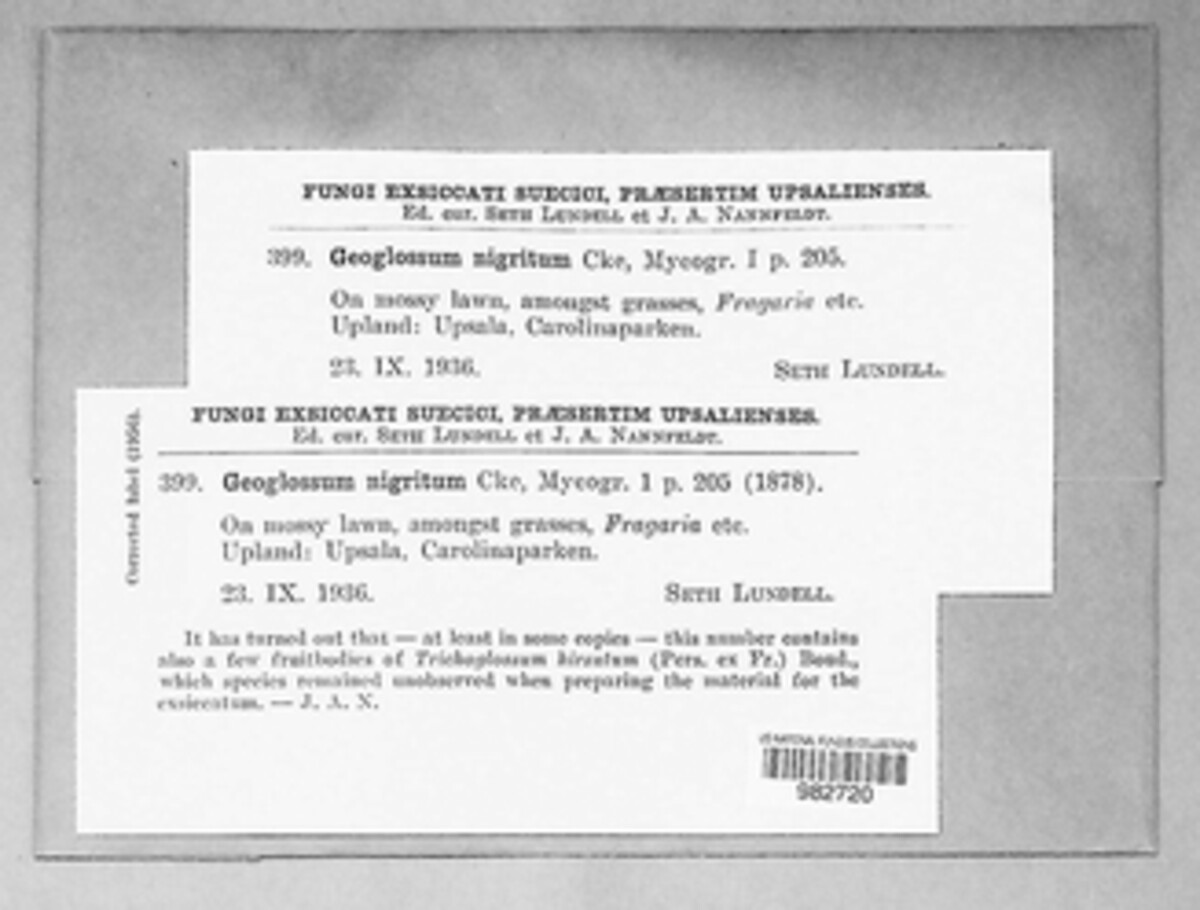 FUNGI EXSICCATI SUECICI, PRÆSERTIM UPSALIENSES.
Ed. cur. SETH LUNDELL et J. A. NANNFELDT.
399. Geoglossum nigritum Cke, Mycogr. I p. 205.
On mossy lawn, amongst grasses, Fragaria etc.
Upland: Upsala, Carolinaparken.
23. IX. 1936. SETH LUNDELL.
Corrected label (1956).
FUNGI EXSICCATI SUECICI, PRÆSERTIM UPSALIENSES.
Ed. cur. SETH LUNDELL et J. A. NANNFELDT.
399. Geoglossum nigritum Cke, Mycogr. 1 p. 205 (1878).
On mossy lawn, amongst grasses, Fragaria etc.
Upland: Upsala, Carolinaparken.
23. IX. 1936. SETH LUNDELL.
It has turned out that — at least in some copies — this number contains
also a few fruitbodies of Trichoglossum hirsutum (Pers. ex Fr.) Boud.,
which species remained unobserved when preparing the material for the
exsiccatum. — J. A. N.
US NATIONAL FUNGUS COLLECTIONS
982720